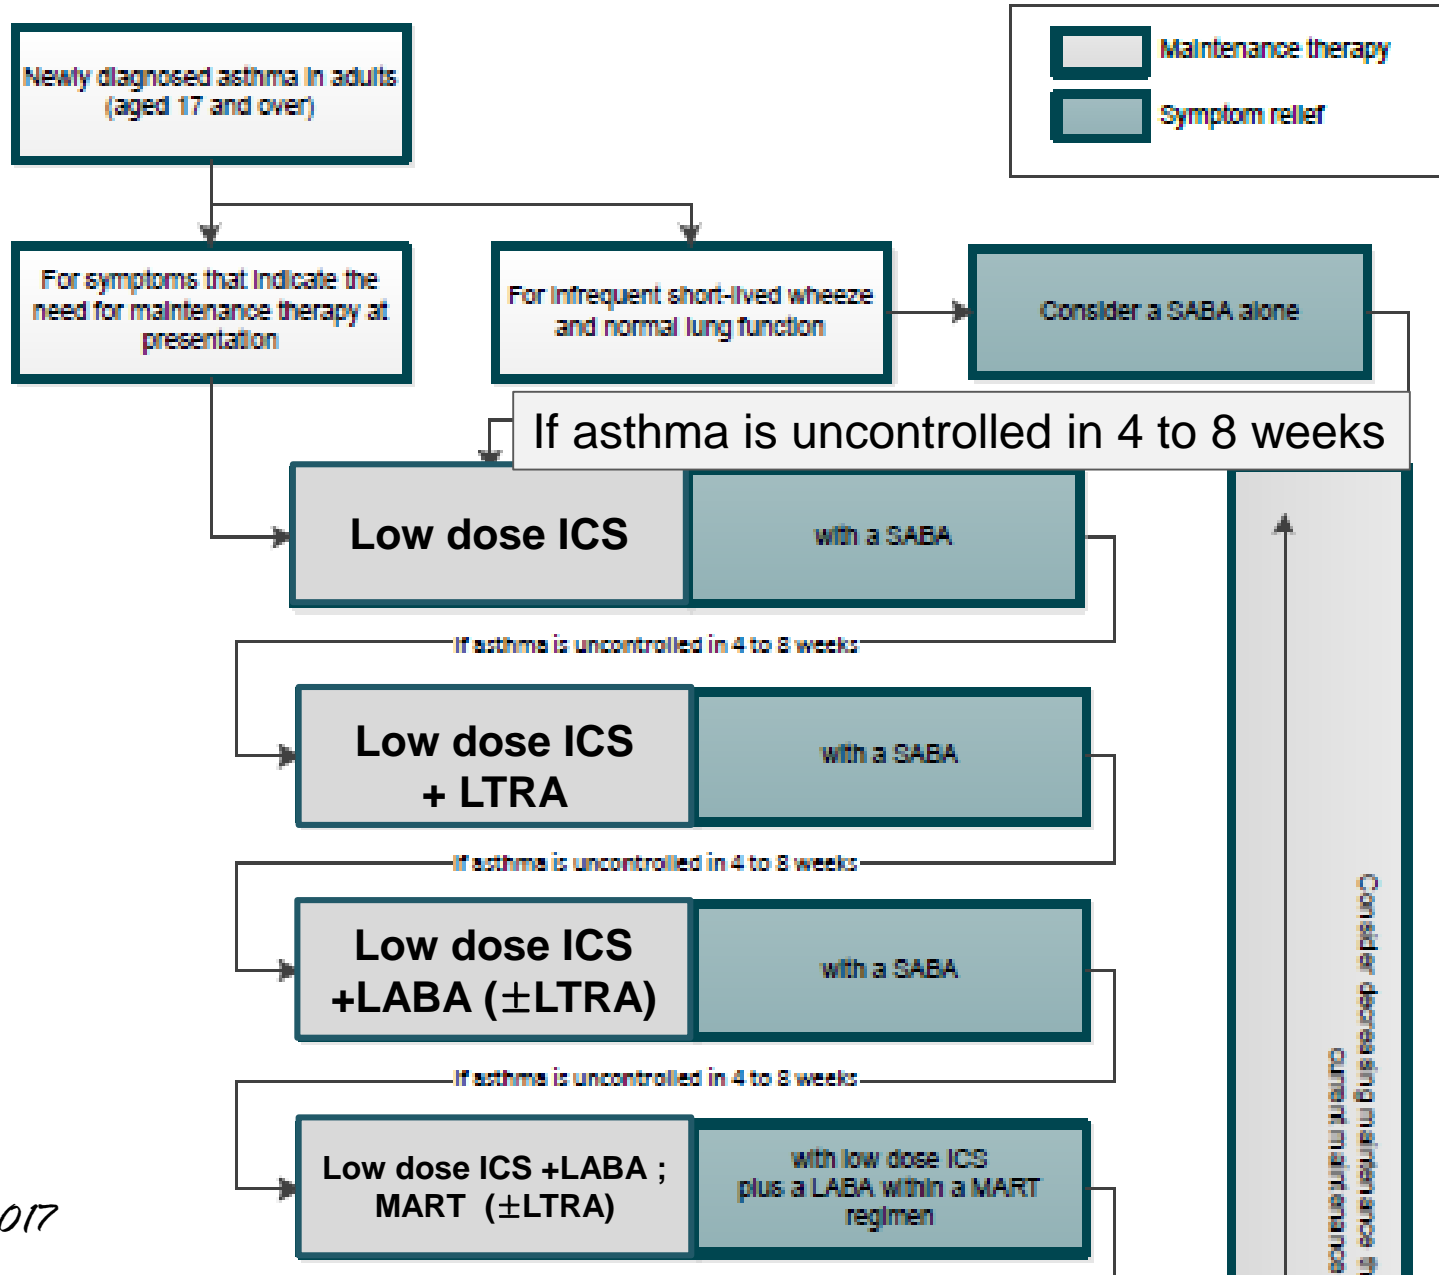 Newly diagnosed asthma in adults
(aged 17 and over)
Maintenance therapy
Symptom relief
For symptoms that indicate the
need for maintenance therapy at
presentation
For infrequent short-lived wheeze
and normal lung function
Consider a SABA alone
If asthma is uncontrolled in 4 to 8 weeks
Low dose ICS
with a SABA
If asthma is uncontrolled in 4 to 8 weeks
Low dose ICS
+ LTRA
with a SABA
If asthma is uncontrolled in 4 to 8 weeks
Low dose ICS
+LABA (±LTRA)
with a SABA
If asthma is uncontrolled in 4 to 8 weeks
Low dose ICS +LABA ;
MART (±LTRA)
with low dose ICS
plus a LABA within a MART
regimen
Consider decreasing maintenance
current maintenance
017